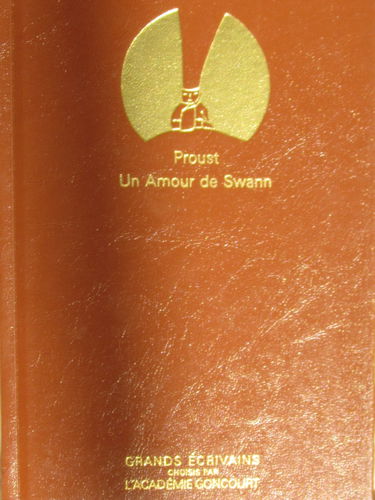 Proust
Un Amour de Swann
GRANDS ÉCRIVAINS
CHOISIS PAR
L'ACADÉMIE GONCOURT